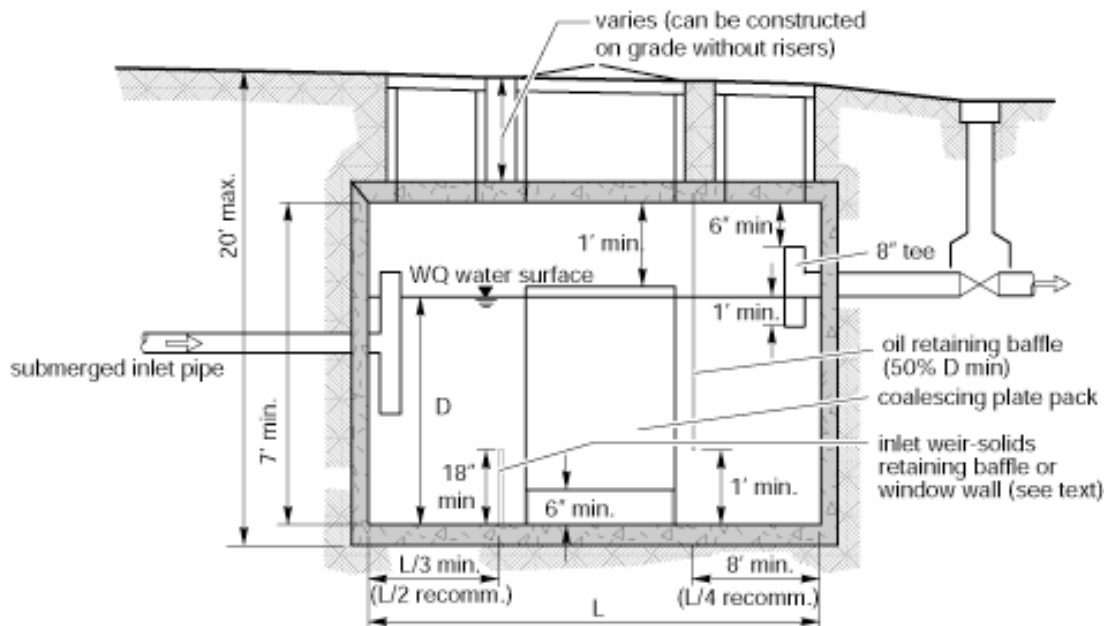 varies (can be constructed
on grade without risers)
20' max.
7' min.
1' min.
6" min
8" tee
WQ water surface
1' min.
submerged inlet pipe
D
oil retaining baffle
(50% D min)
coalescing plate pack
inlet weir-solids
retaining baffle or
window wall (see text)
18"
min
6" min.
1' min.
L/3 min.
(L/2 recomm.)
8' min.
(L/4 recomm.)
L